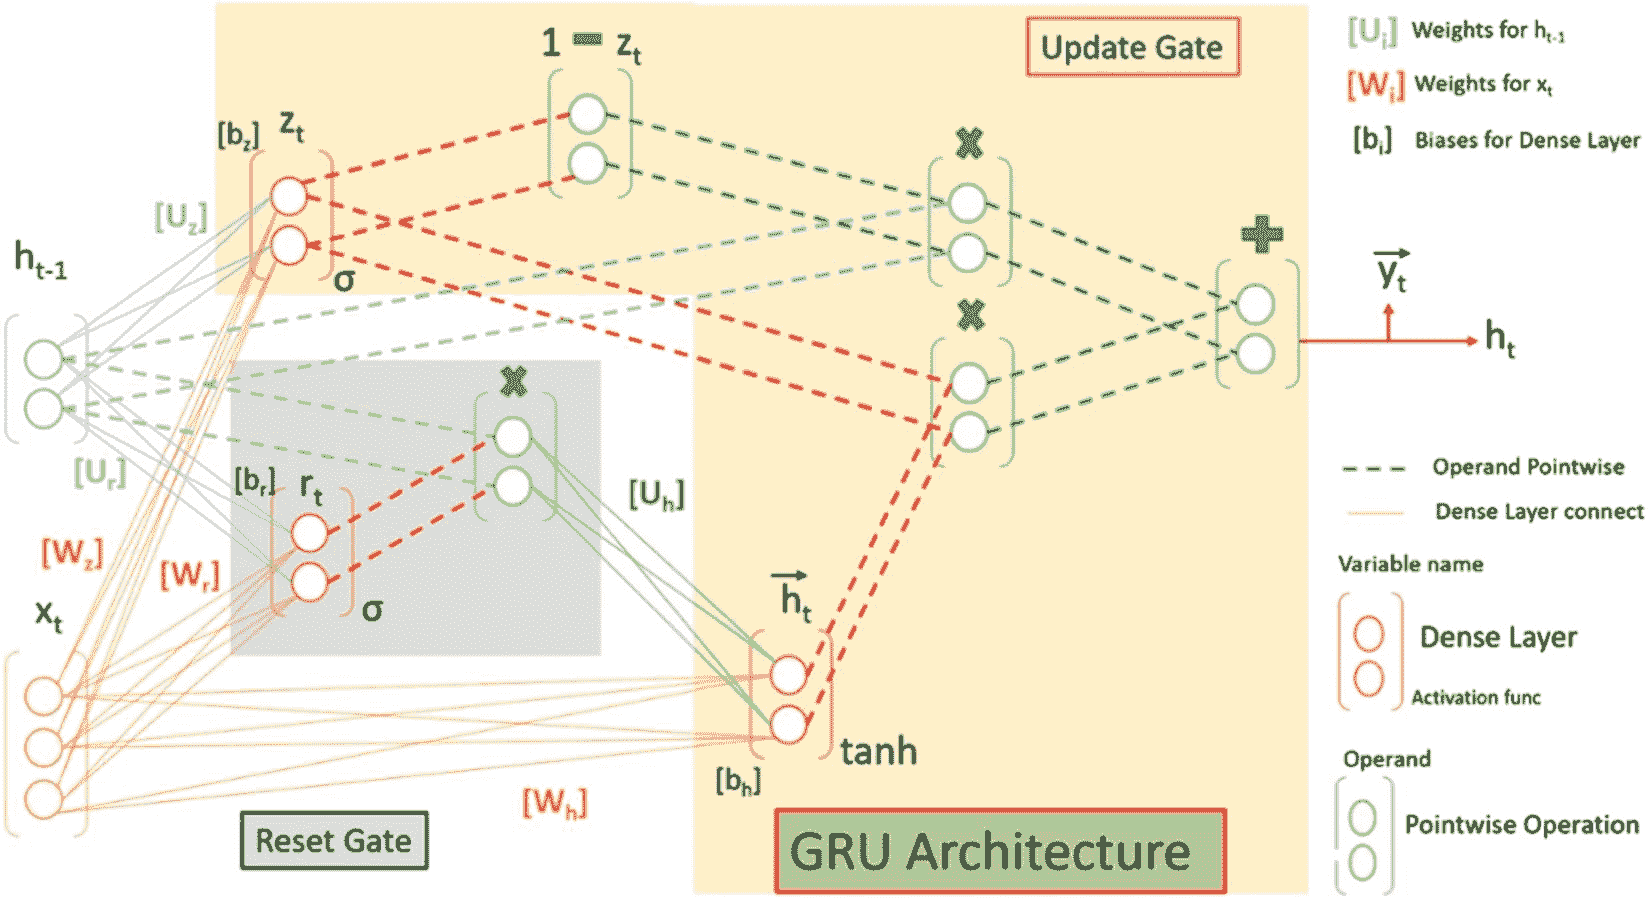 1 − zt
Update Gate
[Ui] Weights for ht-1
[Wi] Weights for xt
[bi] Biases for Dense Layer
[bz] zt
×
[Uz]
σ
ht-1
+
yt
ht
×
×
[Ur]
[br] rt
[Uh]
Operand Pointwise
Dense Layer connect
[Wz]
[Wr]
σ
xt
ht
Variable name
Dense Layer
Activation func
tanh
[bh]
[Wh]
Operand
Pointwise Operation
Reset Gate
GRU Architecture